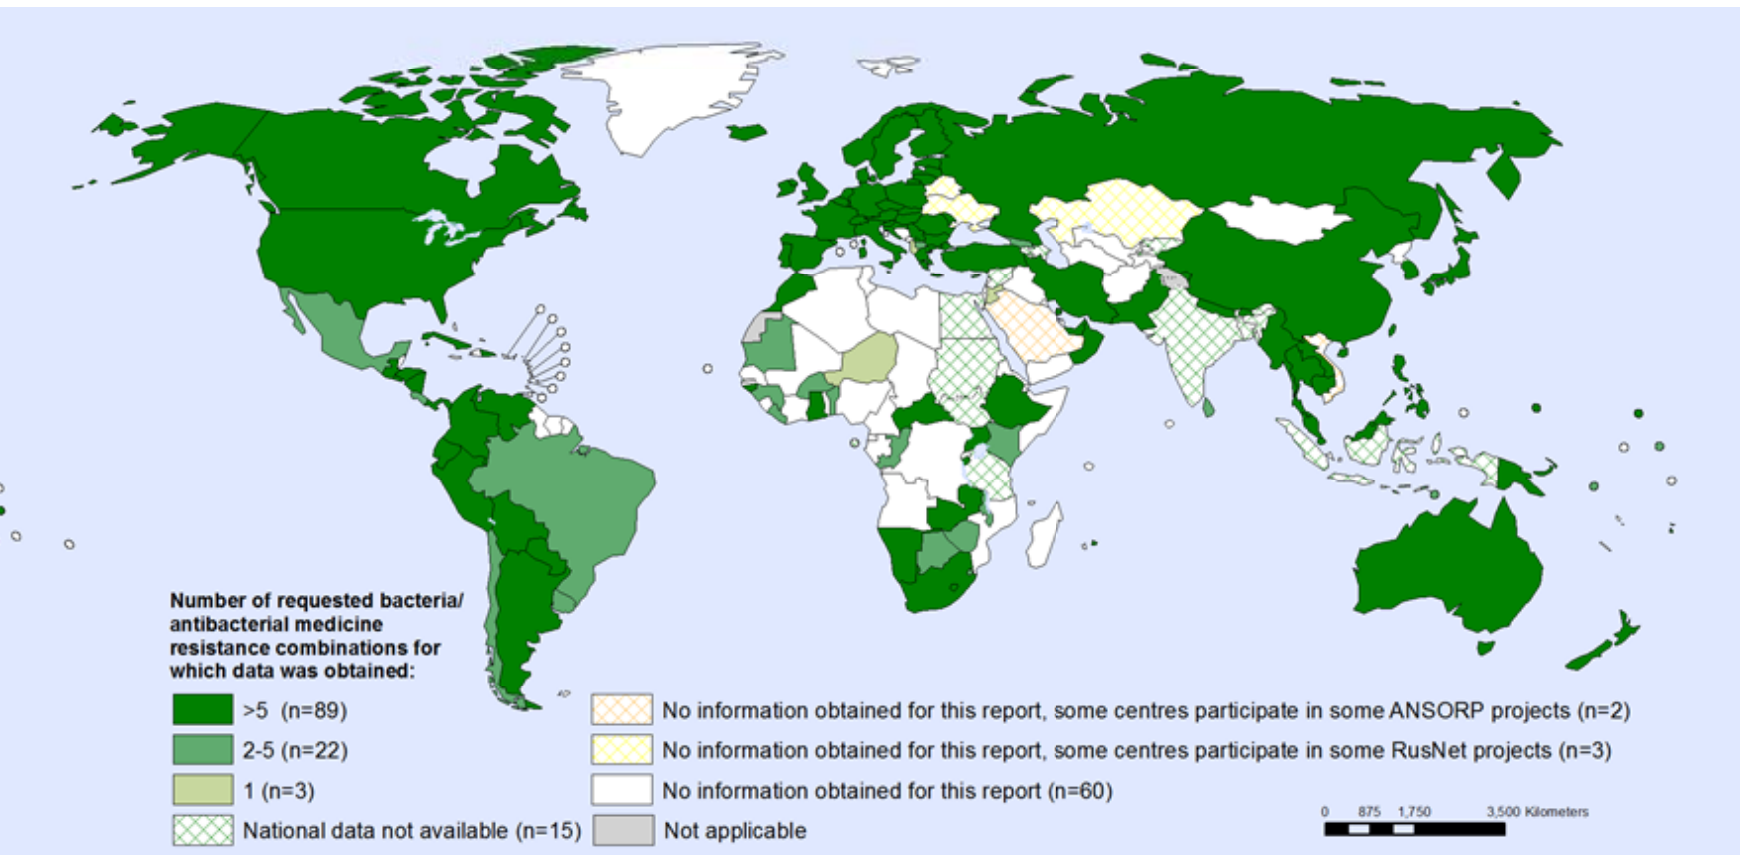 Number of requested bacteria/
antibacterial medicine
resistance combinations for
which data was obtained:
>5 (n=89)
2-5 (n=22)
1 (n=3)
National data not available (n=15)
No information obtained for this report, some centres participate in some ANSORP projects (n=2)
No information obtained for this report, some centres participate in some RusNet projects (n=3)
No information obtained for this report (n=60)
Not applicable
0 875 1,750 3,500 Kilometers